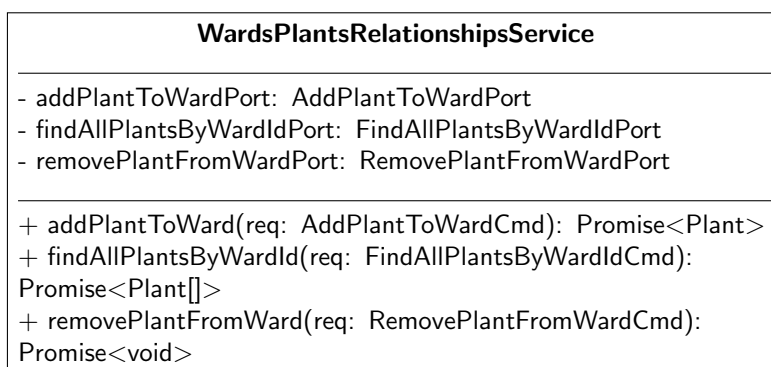 WardsPlantsRelationshipsService
- addPlantToWardPort: AddPlantToWardPort
- findAllPlantsByWardIdPort: FindAllPlantsByWardIdPort
- removePlantFromWardPort: RemovePlantFromWardPort
+ addPlantToWard(req: AddPlantToWardCmd): Promise<Plant>
+ findAllPlantsByWardId(req: FindAllPlantsByWardIdCmd):
Promise<Plant[]>
+ removePlantFromWard(req: RemovePlantFromWardCmd):
Promise<void>